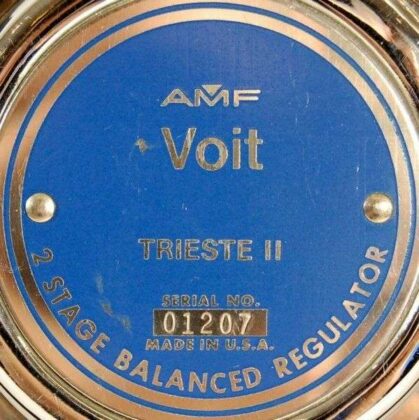 AMF
Voit
TRIESTE II
SERIAL NO.
01207
MADE IN U.S.A.
2 STAGE BALANCED REGULATOR